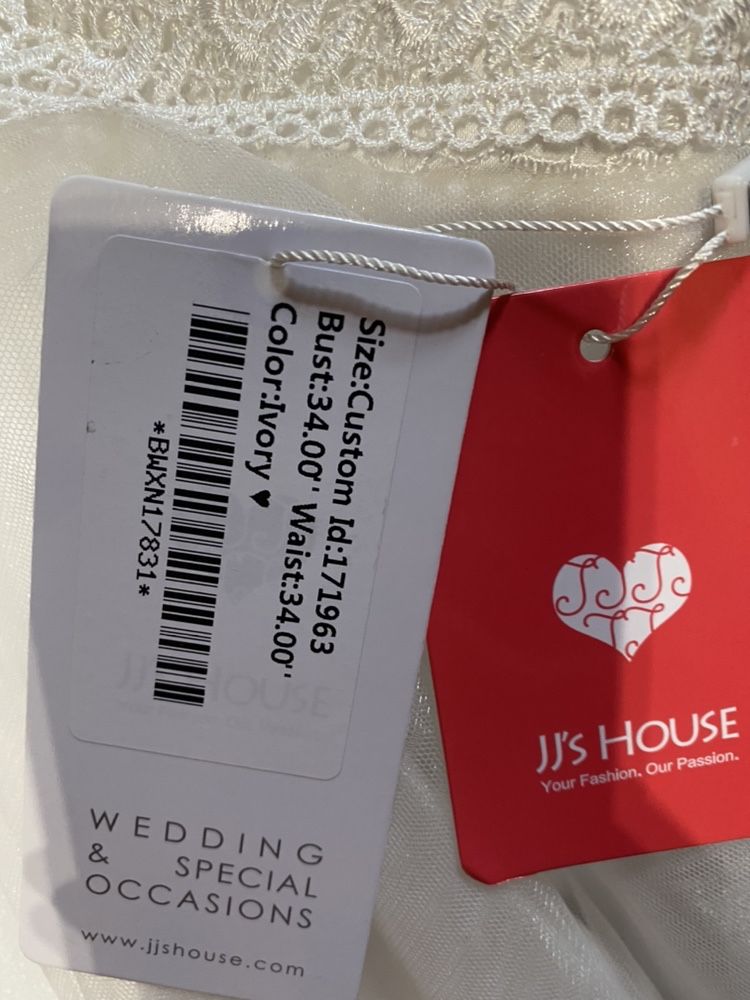 Size:Custom Id:171963
Bust:34.00'' Waist:34.00''
Color:Ivory ♥
*BWXN17831*
WEDDING
& SPECIAL
OCCASIONS
www.jjshouse.com
JJ's HOUSE
Your Fashion. Our Passion.